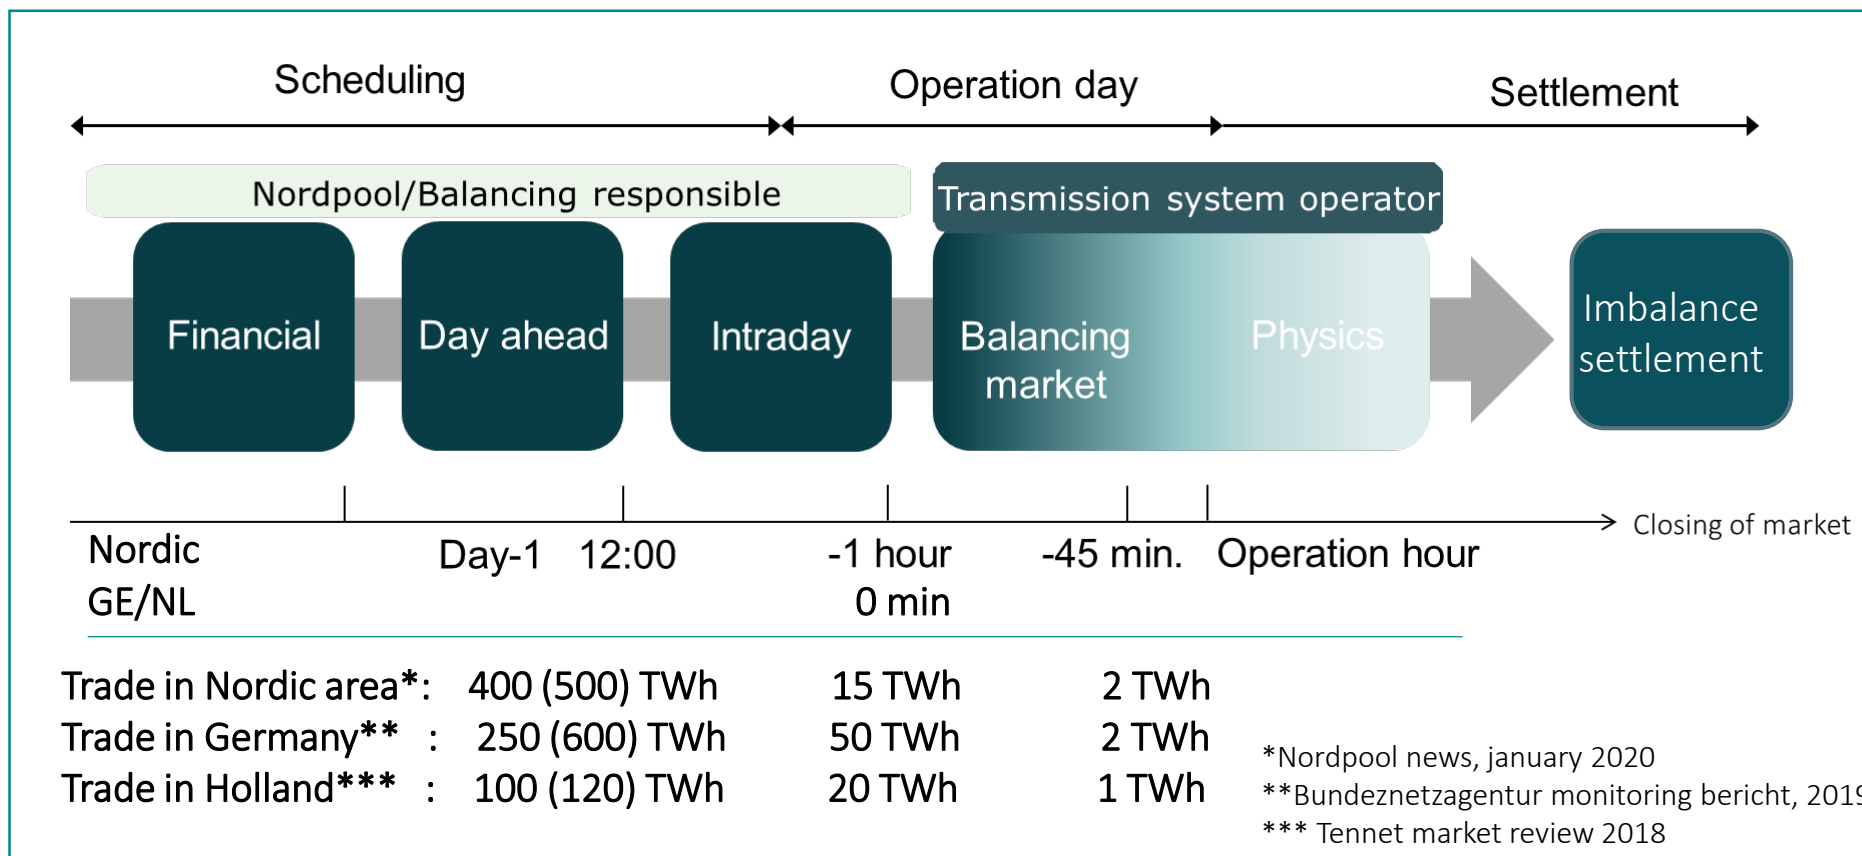 Scheduling
Operation day
Settlement
Nordpool/Balancing responsible
Transmission system operator
Financial
Day ahead
Intraday
Balancing
market
Physics
Imbalance
settlement
Closing of market
Nordic Day-1 12:00 -1 hour -45 min. Operation hour
GE/NL 0 min
Trade in Nordic area*: 400 (500) TWh 15 TWh 2 TWh
Trade in Germany** : 250 (600) TWh 50 TWh 2 TWh
Trade in Holland*** : 100 (120) TWh 20 TWh 1 TWh
*Nordpool news, january 2020
**Bundeznetzagentur monitoring bericht, 2019
*** Tennet market review 2018